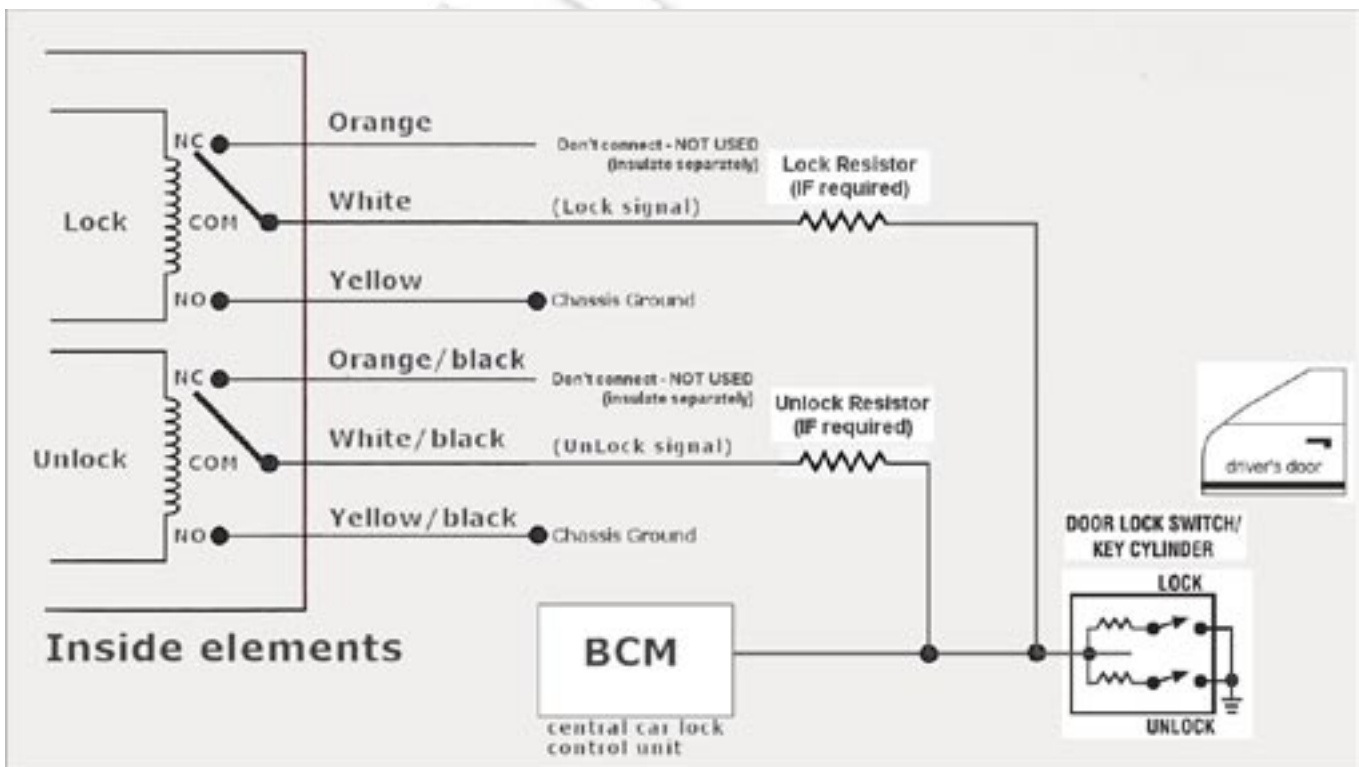 Orange
NC
Don't connect - NOT USED
(insulate separately)
Lock Resistor
(IF required)
White
(Lock signal)
Lock
COM
Yellow
NO
Chassis Ground
Orange/black
NC
Don't connect - NOT USED
(insulate separately)
Unlock Resistor
(IF required)
White/black
(UnLock signal)
Unlock
COM
driver's door
Yellow/black
NO
Chassis Ground
DOOR LOCK SWITCH/
KEY CYLINDER
LOCK
Inside elements
BCM
UNLOCK
central car lock
control unit